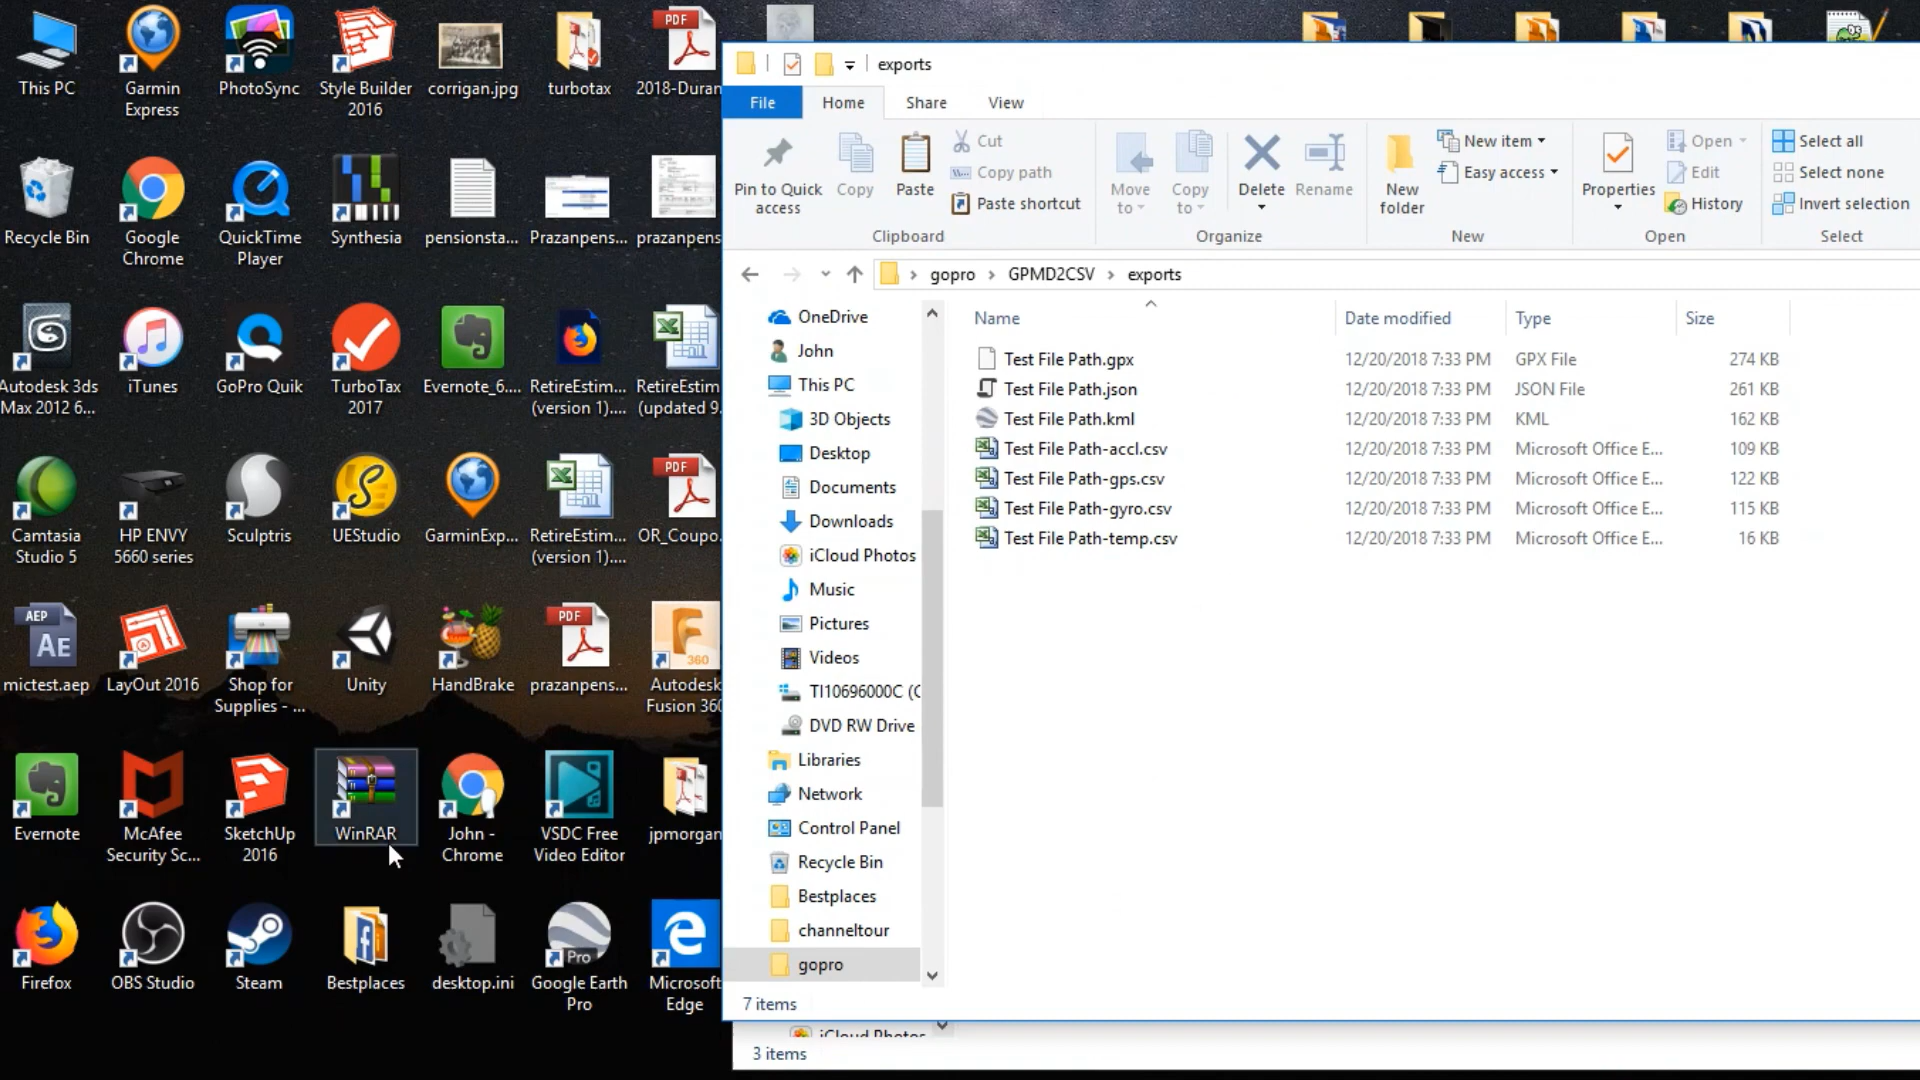 This PC
Garmin
Express
PhotoSync
Style Builder
2016
corrigan.jpg
turbotax
PDF
2018-Duran
Recycle Bin
Google
Chrome
QuickTime
Player
Synthesia
pensionsta...
Prazanpens...
prazanpens
Autodesk 3ds
Max 2012 6...
iTunes
GoPro Quik
TurboTax
2017
Evernote_6....
RetireEstim...
(version 1)....
RetireEstim
(updated 9.
Camtasia
Studio 5
HP ENVY
5660 series
Sculptris
UEStudio
GarminExp...
RetireEstim...
(version 1)....
PDF
OR_Coupo.
AEP
Ae
mictest.aep
LayOut 2016
Shop for
Supplies - ...
Unity
HandBrake
PDF
prazanpens...
360
Autodesk
Fusion 360
Evernote
McAfee
Security Sc...
SketchUp
2016
WinRAR
John -
Chrome
VSDC Free
Video Editor
jpmorgan
Firefox
OBS Studio
Steam
Bestplaces
desktop.ini
Pro
Google Earth
Pro
Microsoft
Edge
exports
File
Home
Share
View
Pin to Quick
access
Copy
Paste
Cut
Copy path
Paste shortcut
Clipboard
Move
to
Copy
to
Delete
Rename
Organize
New
folder
New item
Easy access
New
Properties
Open
Edit
History
Open
Select all
Select none
Invert selection
Select
gopro
GPMD2CSV
exports
OneDrive
John
This PC
3D Objects
Desktop
Documents
Downloads
iCloud Photos
Music
Pictures
Videos
TI10696000C (C
DVD RW Drive
Libraries
Network
Control Panel
Recycle Bin
Bestplaces
channeltour
gopro
Name Date modified Type Size
Test File Path.gpx 12/20/2018 7:33 PM GPX File 274 KB
Test File Path.json 12/20/2018 7:33 PM JSON File 261 KB
Test File Path.kml 12/20/2018 7:33 PM KML 162 KB
Test File Path-accl.csv 12/20/2018 7:33 PM Microsoft Office E... 109 KB
Test File Path-gps.csv 12/20/2018 7:33 PM Microsoft Office E... 122 KB
Test File Path-gyro.csv 12/20/2018 7:33 PM Microsoft Office E... 115 KB
Test File Path-temp.csv 12/20/2018 7:33 PM Microsoft Office E... 16 KB
7 items
iCloud Photos
3 items